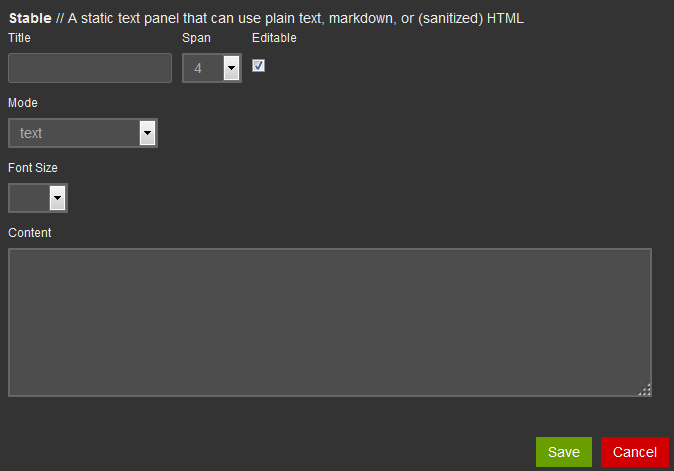 Stable // A static text panel that can use plain text, markdown, or (sanitized) HTML
Title Span Editable
4
Mode
text
Font Size
Content
Save Cancel